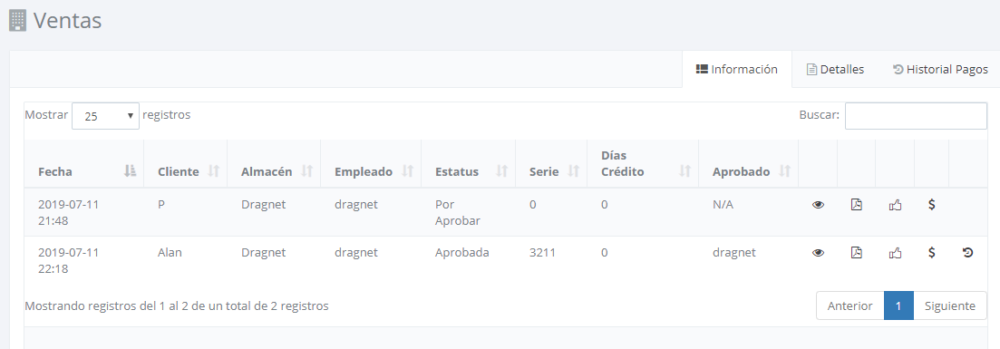 Ventas
Información Detalles Historial Pagos
Mostrar 25 registros Buscar:
Fecha Cliente Almacén Empleado Estatus Serie Días Crédito Aprobado
2019-07-11 21:48 P Dragnet dragnet Por Aprobar 0 0 N/A $
2019-07-11 22:18 Alan Dragnet dragnet Aprobada 3211 0 dragnet $
Mostrando registros del 1 al 2 de un total de 2 registros Anterior 1 Siguiente